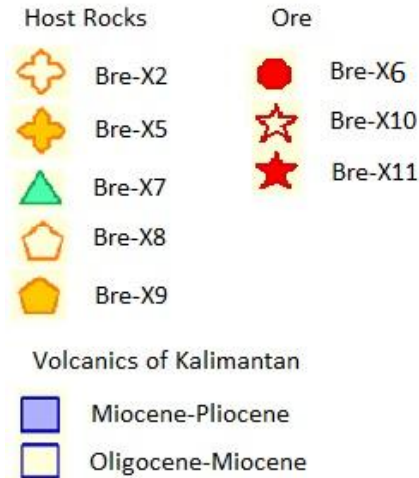 Host Rocks
Bre-X2
Bre-X5
Bre-X7
Bre-X8
Bre-X9
Ore
Bre-X6
Bre-X10
Bre-X11
Volcanics of Kalimantan
Miocene-Pliocene
Oligocene-Miocene